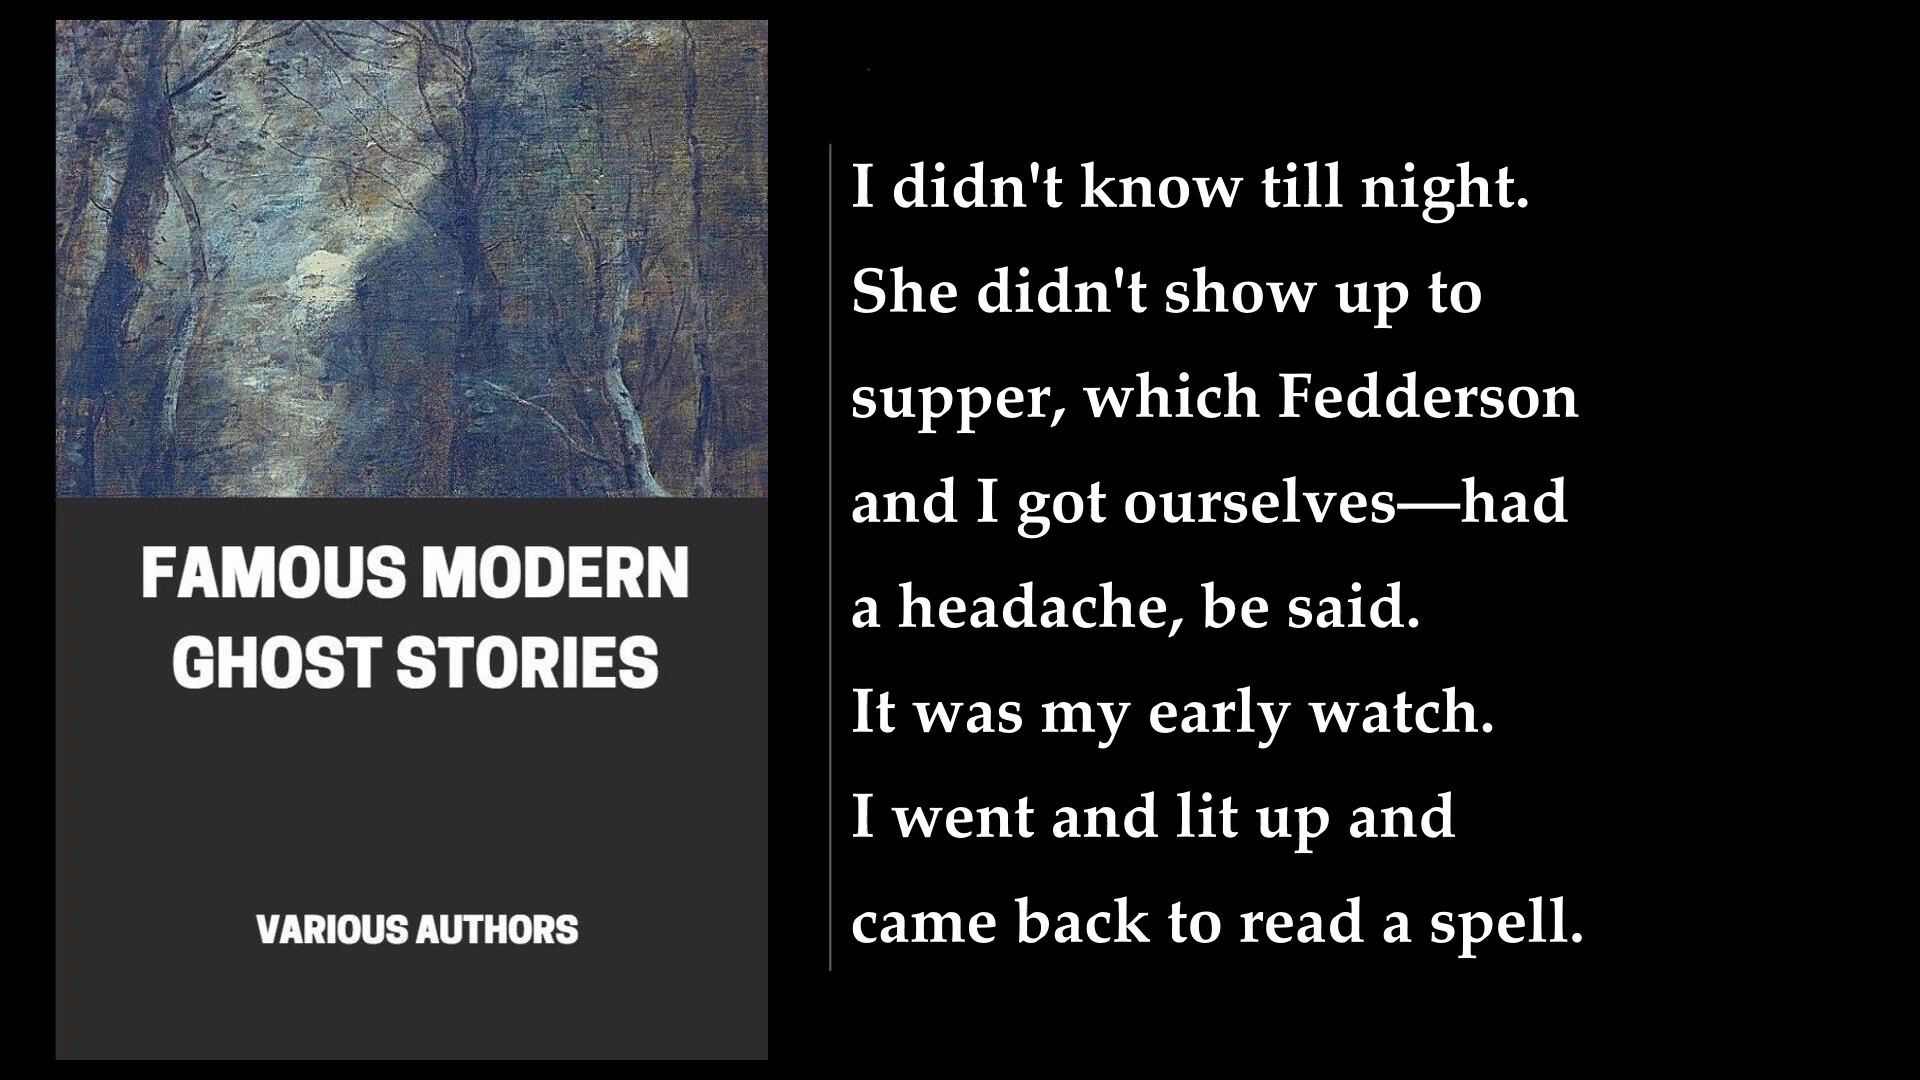 FAMOUS MODERN
GHOST STORIES
VARIOUS AUTHORS
I didn't know till night.
She didn't show up to
supper, which Fedderson
and I got ourselves—had
a headache, be said.
It was my early watch.
I went and lit up and
came back to read a spell.